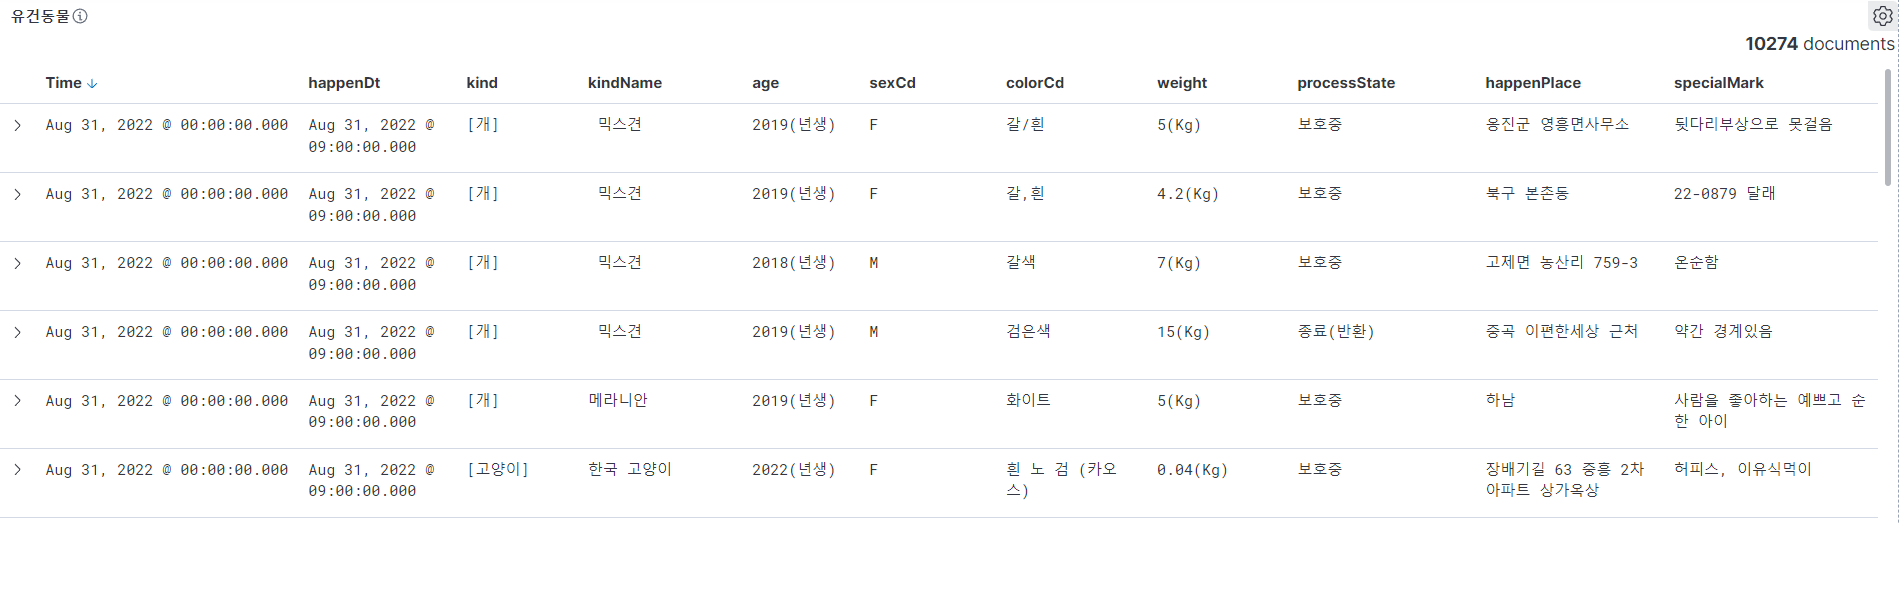 유건동물
10274 documents
Time happenDt kind kindName age sexCd colorCd weight processState happenPlace specialMark
Aug 31, 2022 @ 00:00:00.000 Aug 31, 2022 @ 09:00:00.000 [개] 믹스견 2019(년생) F 갈/흰 5(Kg) 보호중 옹진군 영흥면사무소 뒷다리부상으로 못걸음
Aug 31, 2022 @ 00:00:00.000 Aug 31, 2022 @ 09:00:00.000 [개] 믹스견 2019(년생) F 갈,흰 4.2(Kg) 보호중 북구 본촌동 22-0879 달래
Aug 31, 2022 @ 00:00:00.000 Aug 31, 2022 @ 09:00:00.000 [개] 믹스견 2018(년생) M 갈색 7(Kg) 보호중 고제면 농산리 759-3 온순함
Aug 31, 2022 @ 00:00:00.000 Aug 31, 2022 @ 09:00:00.000 [개] 믹스견 2019(년생) M 검은색 15(Kg) 종료(반환) 중곡 이편한세상 근처 약간 경계있음
Aug 31, 2022 @ 00:00:00.000 Aug 31, 2022 @ 09:00:00.000 [개] 메라니안 2019(년생) F 화이트 5(Kg) 보호중 하남 사람을 좋아하는 예쁘고 순한 아이
Aug 31, 2022 @ 00:00:00.000 Aug 31, 2022 @ 09:00:00.000 [고양이] 한국 고양이 2022(년생) F 흰 노 검 (카오스) 0.04(Kg) 보호중 장배기길 63 중흥 2차아파트 상가옥상 허피스, 이유식먹이